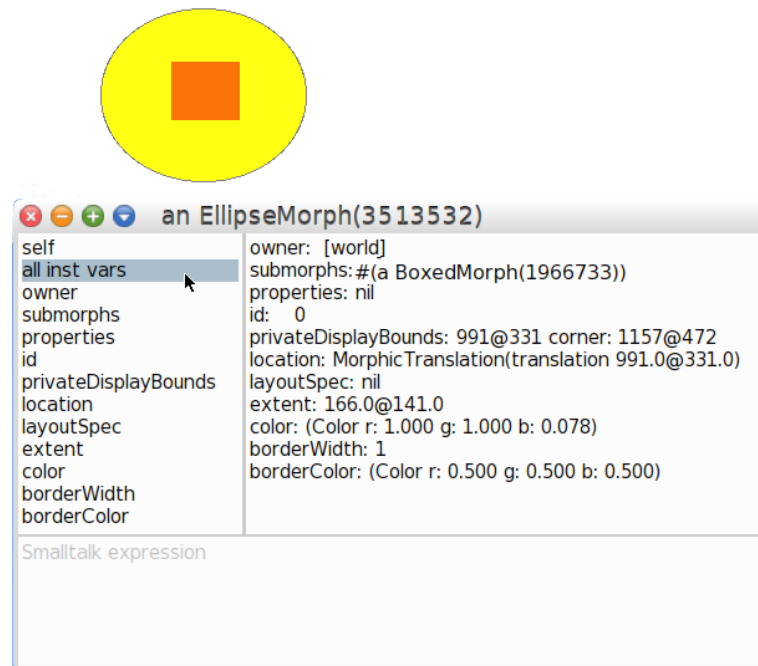 an EllipseMorph(3513532)
self
all inst vars
owner
submorphs
properties
id
privateDisplayBounds
location
layoutSpec
extent
color
borderWidth
borderColor
owner: [world]
submorphs:#(a BoxedMorph(1966733))
properties: nil
id: 0
privateDisplayBounds: 991@331 corner: 1157@472
location: MorphicTranslation(translation 991.0@331.0)
layoutSpec: nil
extent: 166.0@141.0
color: (Color r: 1.000 g: 1.000 b: 0.078)
borderWidth: 1
borderColor: (Color r: 0.500 g: 0.500 b: 0.500)
Smalltalk expression